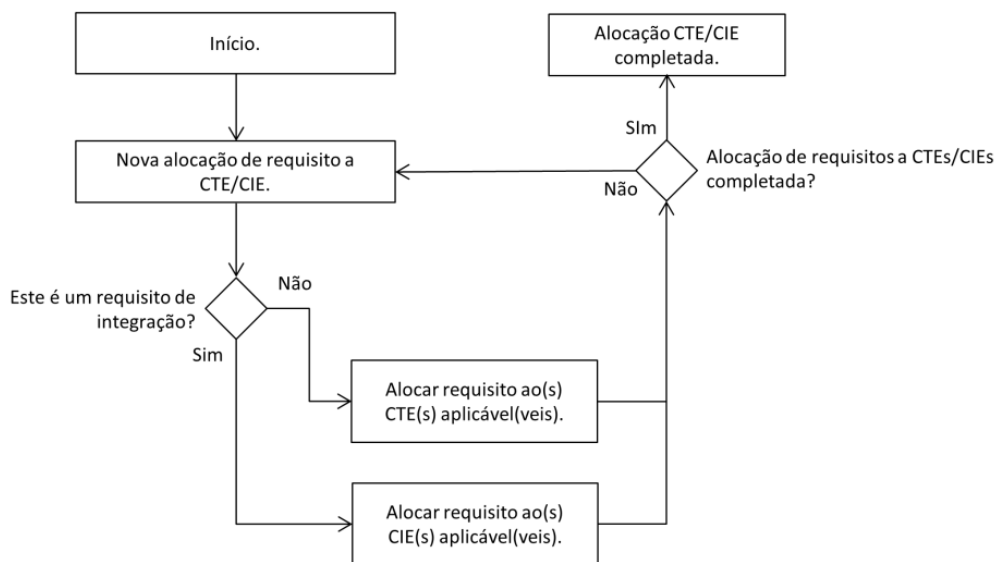 Início.
Alocação CTE/CIE
completada.
SIm
Nova alocação de requisito a
CTE/CIE.
Não
Alocação de requisitos a CTEs/CIEs
completada?
Não
Este é um requisito de
integração?
Sim
Alocar requisito ao(s)
CTE(s) aplicável(veis).
Alocar requisito ao(s)
CIE(s) aplicável(veis).